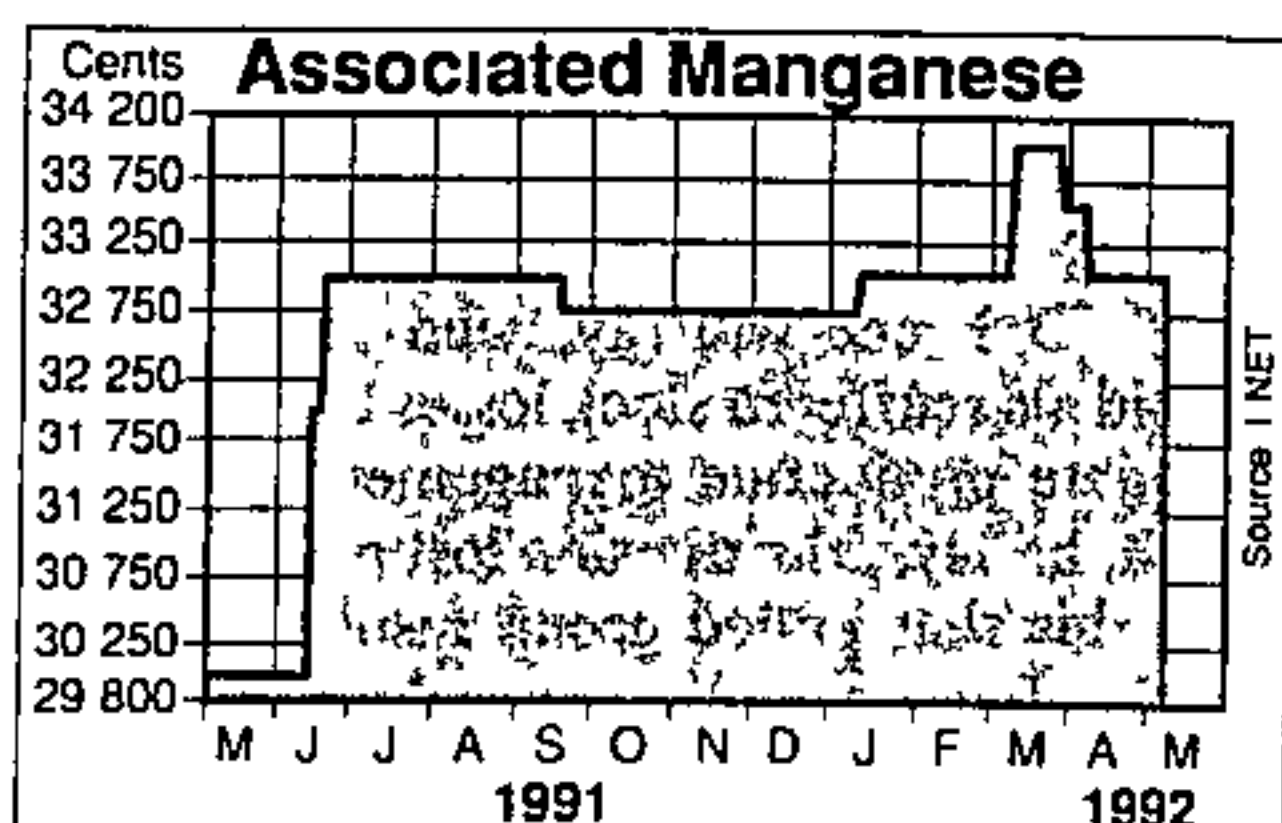 Cents
Associated Manganese
34 200
33 750
33 250
32 750
32 250
31 750
31 250
30 750
30 250
29 800
M J J A S O N D J F M A M
1991 1992
Source I NET